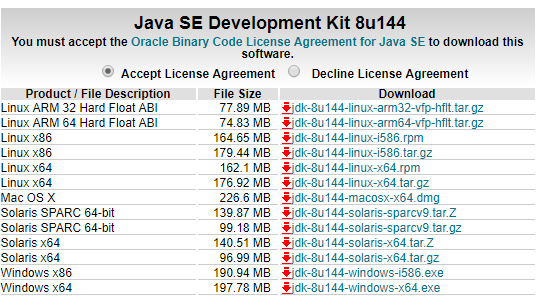 Java SE Development Kit 8u144
You must accept the Oracle Binary Code License Agreement for Java SE to download this
software.
Accept License Agreement Decline License Agreement
Product / File Description File Size Download
Linux ARM 32 Hard Float ABI 77.89 MB jdk-8u144-linux-arm32-vfp-hflt.tar.gz
Linux ARM 64 Hard Float ABI 74.83 MB jdk-8u144-linux-arm64-vfp-hflt.tar.gz
Linux x86 164.65 MB jdk-8u144-linux-i586.rpm
Linux x86 179.44 MB jdk-8u144-linux-i586.tar.gz
Linux x64 162.1 MB jdk-8u144-linux-x64.rpm
Linux x64 176.92 MB jdk-8u144-linux-x64.tar.gz
Mac OS X 226.6 MB jdk-8u144-macosx-x64.dmg
Solaris SPARC 64-bit 139.87 MB jdk-8u144-solaris-sparcv9.tar.Z
Solaris SPARC 64-bit 99.18 MB jdk-8u144-solaris-sparcv9.tar.gz
Solaris x64 140.51 MB jdk-8u144-solaris-x64.tar.Z
Solaris x64 96.99 MB jdk-8u144-solaris-x64.tar.gz
Windows x86 190.94 MB jdk-8u144-windows-i586.exe
Windows x64 197.78 MB jdk-8u144-windows-x64.exe